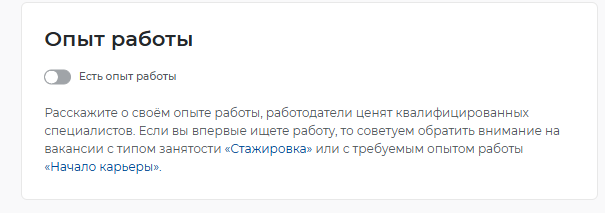 Опыт работы
Есть опыт работы
Расскажите о своём опыте работы, работодатели ценят квалифицированных
специалистов. Если вы впервые ищете работу, то советуем обратить внимание на
вакансии с типом занятости «Стажировка» или с требуемым опытом работы
«Начало карьеры».